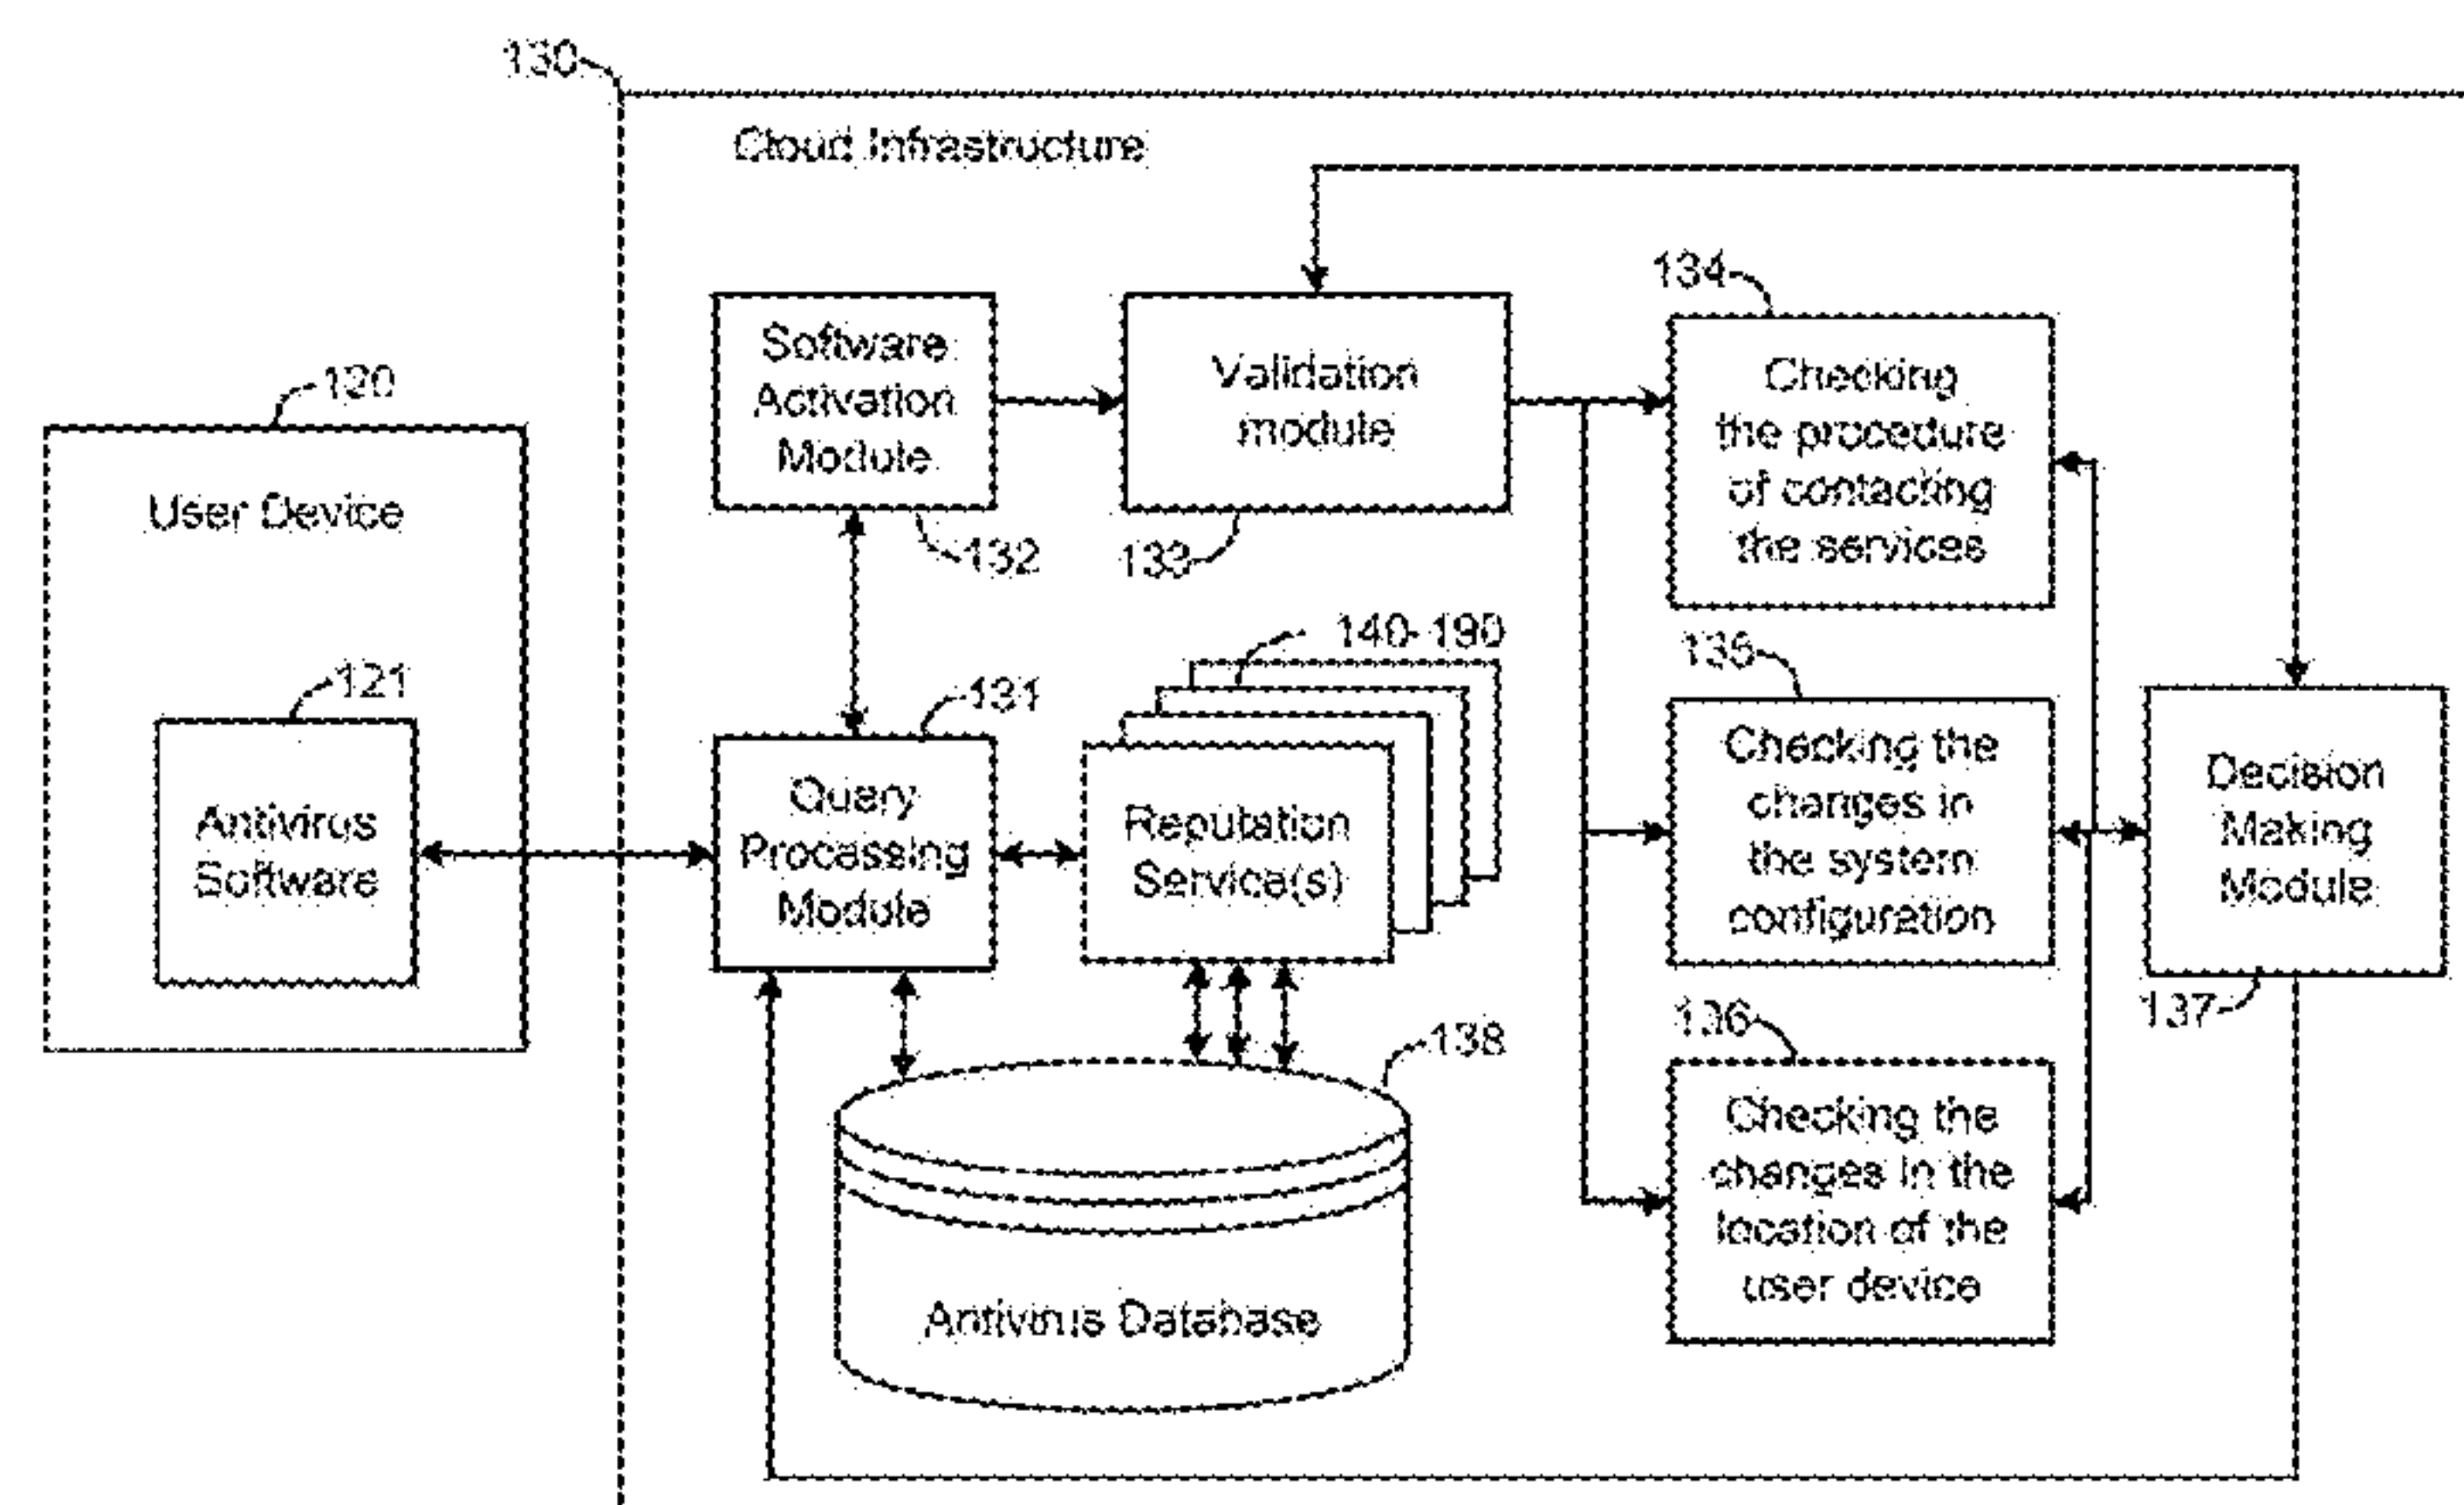 130
Cloud Infrastructure
134
Software
Activation
Module
132
Validation
module
133
Checking
the procedure
of contacting
the services
120
User Device
121
Antivirus
Software
131
Query
Processing
Module
140-190
Reputation
Service(s)
135
Checking the
changes in
the system
configuration
Decision
Making
Module
137
138
Antivirus Database
136
Checking the
changes in the
location of the
user device